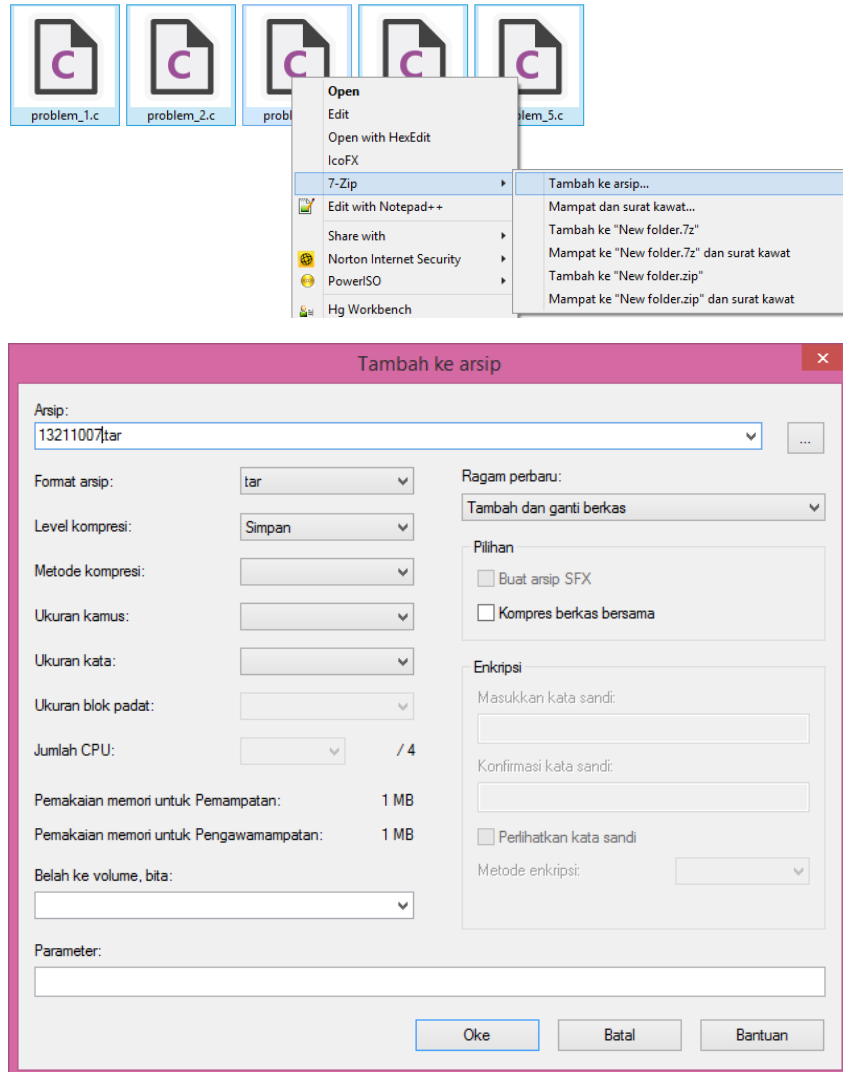 problem_1.c
problem_2.c
probl
lem_5.c
Open
Edit
Open with HexEdit
IcoFX
7-Zip
Edit with Notepad++
Share with
Norton Internet Security
PowerISO
Hg Workbench
Tambah ke arsip...
Mampat dan surat kawat...
Tambah ke "New folder.7z"
Mampat ke "New folder.7z" dan surat kawat
Tambah ke "New folder.zip"
Mampat ke "New folder.zip" dan surat kawat
Tambah ke arsip
Arsip:
13211007.tar
...
Format arsip: tar
Level kompresi: Simpan
Metode kompresi:
Ukuran kamus:
Ukuran kata:
Ukuran blok padat:
Jumlah CPU: / 4
Pemakaian memori untuk Pemampatan: 1 MB
Pemakaian memori untuk Pengawamampatan: 1 MB
Belah ke volume, bita:
Ragam perbaru:
Tambah dan ganti berkas
Pilihan
Buat arsip SFX
Kompres berkas bersama
Enkripsi
Masukkan kata sandi:
Konfirmasi kata sandi:
Perlihatkan kata sandi
Metode enkripsi:
Parameter:
Oke
Batal
Bantuan